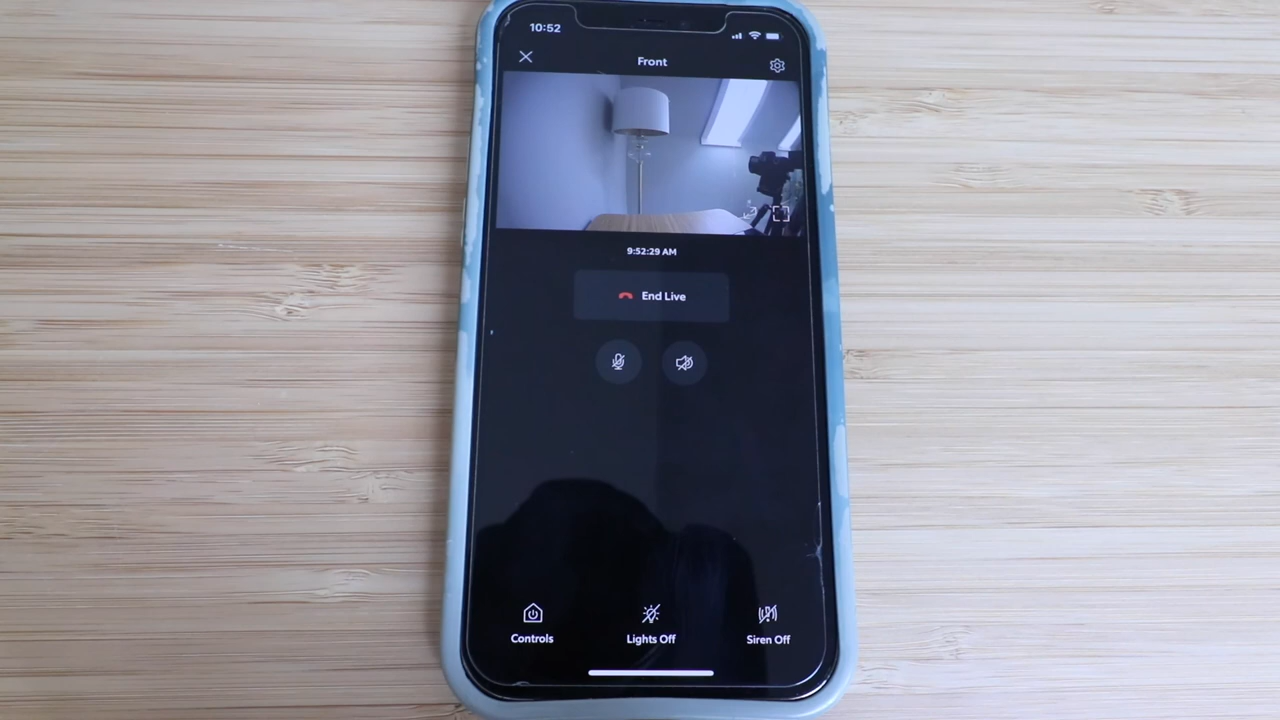 10:52
Front
9:52:29 AM
End Live
Controls
Lights Off
Siren Off